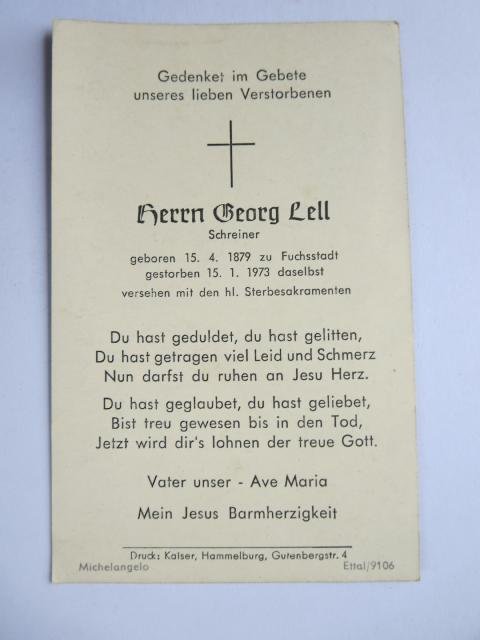 Gedenket im Gebete
unseres lieben Verstorbenen
Herrn Georg Lell
Schreiner
geboren 15. 4. 1879 zu Fuchsstadt
gestorben 15. 1. 1973 daselbst
versehen mit den hl. Sterbesakramenten
Du hast geduldet, du hast gelitten,
Du hast getragen viel Leid und Schmerz
Nun darfst du ruhen an Jesu Herz.
Du hast geglaubet, du hast geliebet,
Bist treu gewesen bis in den Tod,
Jetzt wird dir's lohnen der treue Gott.
Vater unser - Ave Maria
Mein Jesus Barmherzigkeit
Druck: Kaiser, Hammelburg, Gutenbergstr. 4
Michelangelo Ettal/9106